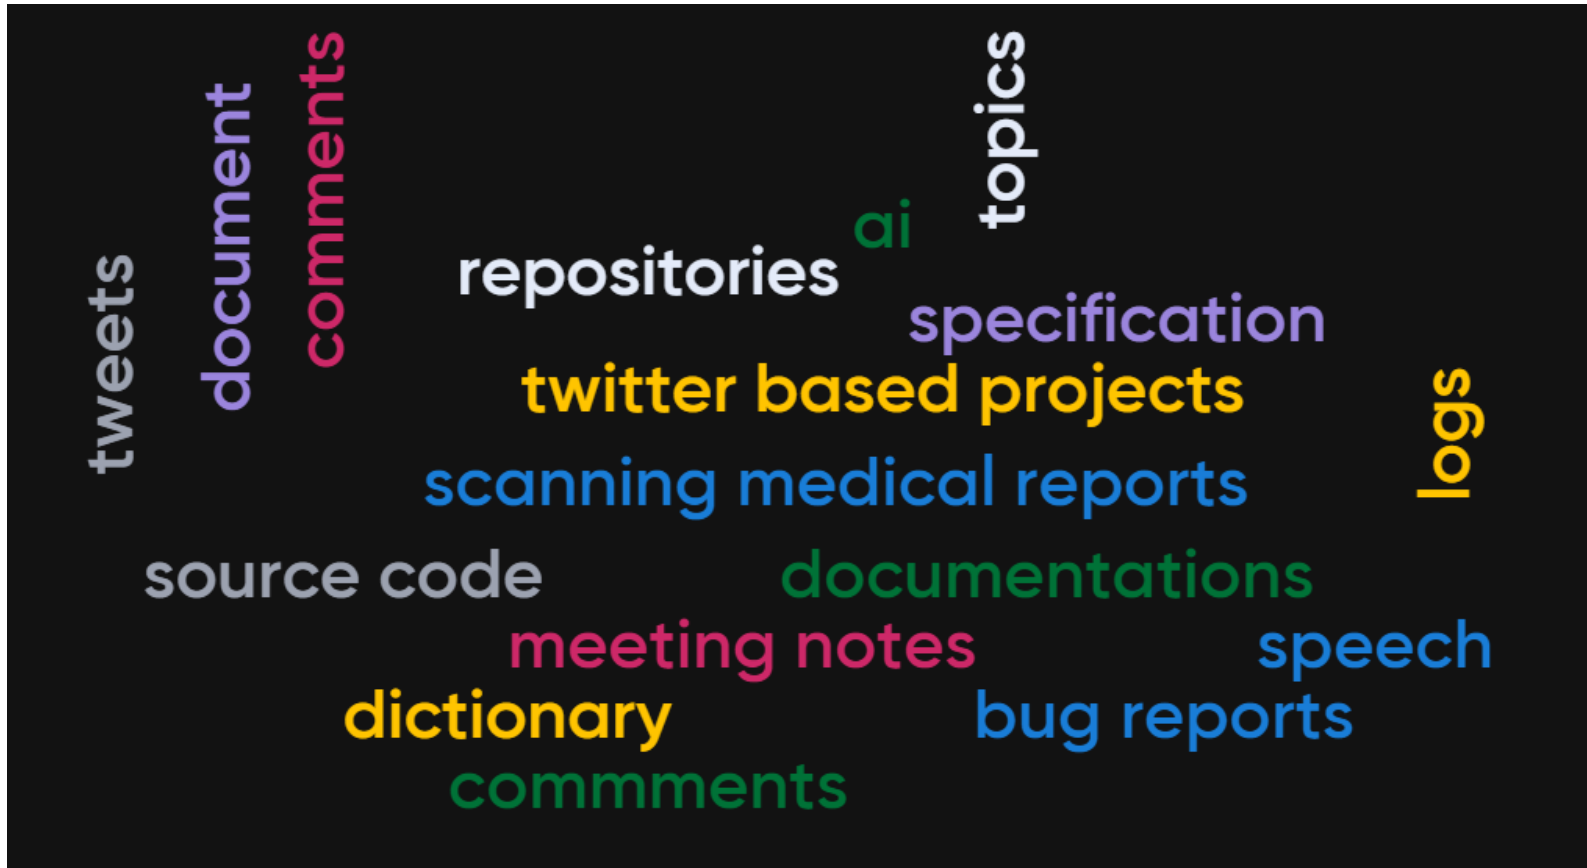 tweets
document
comments
topics
ai
repositories
specification
twitter based projects
logs
scanning medical reports
source code
documentations
meeting notes
speech
dictionary
bug reports
commments